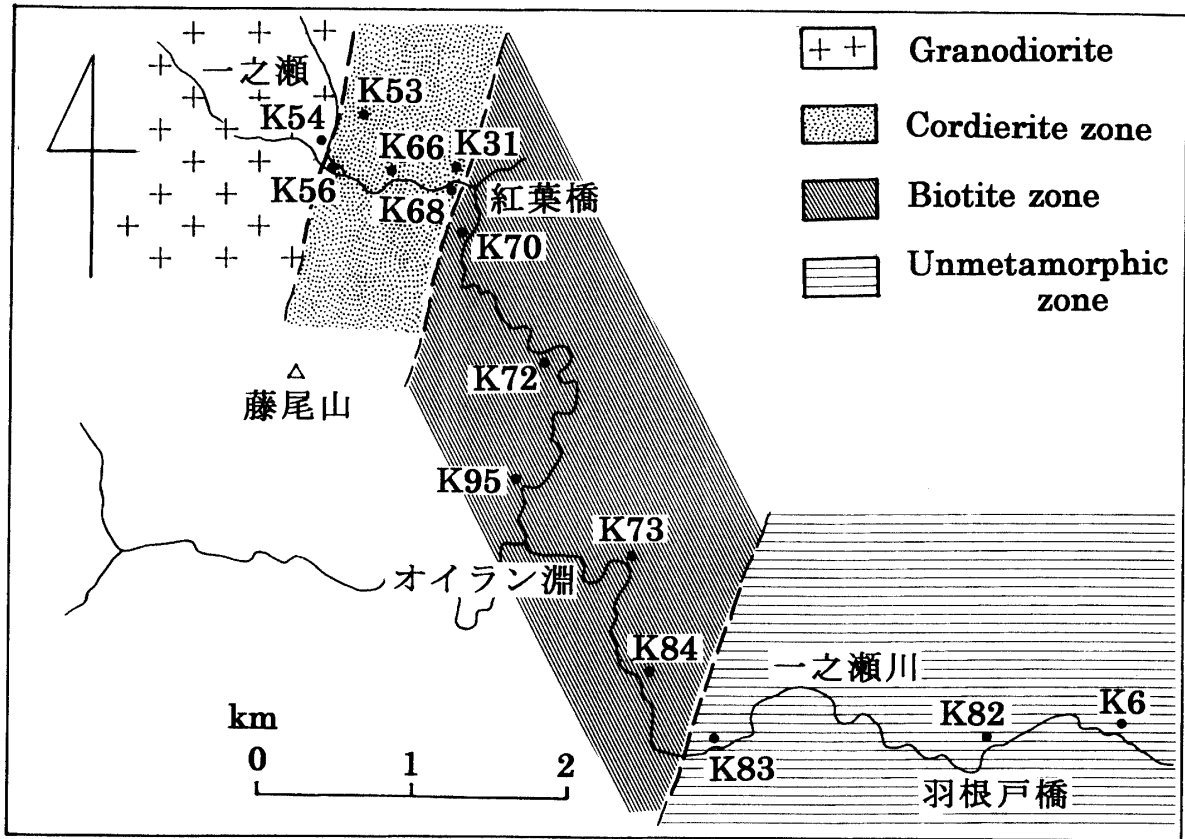 一之瀬
K53
K54
K66
K31
K56
K68
紅葉橋
K70
K72
藤尾山
K95
K73
オイラン淵
K84
一之瀬川
K82
K6
K83
羽根戸橋
km
0
1
2
Granodiorite
Cordierite zone
Biotite zone
Unmetamorphic
zone